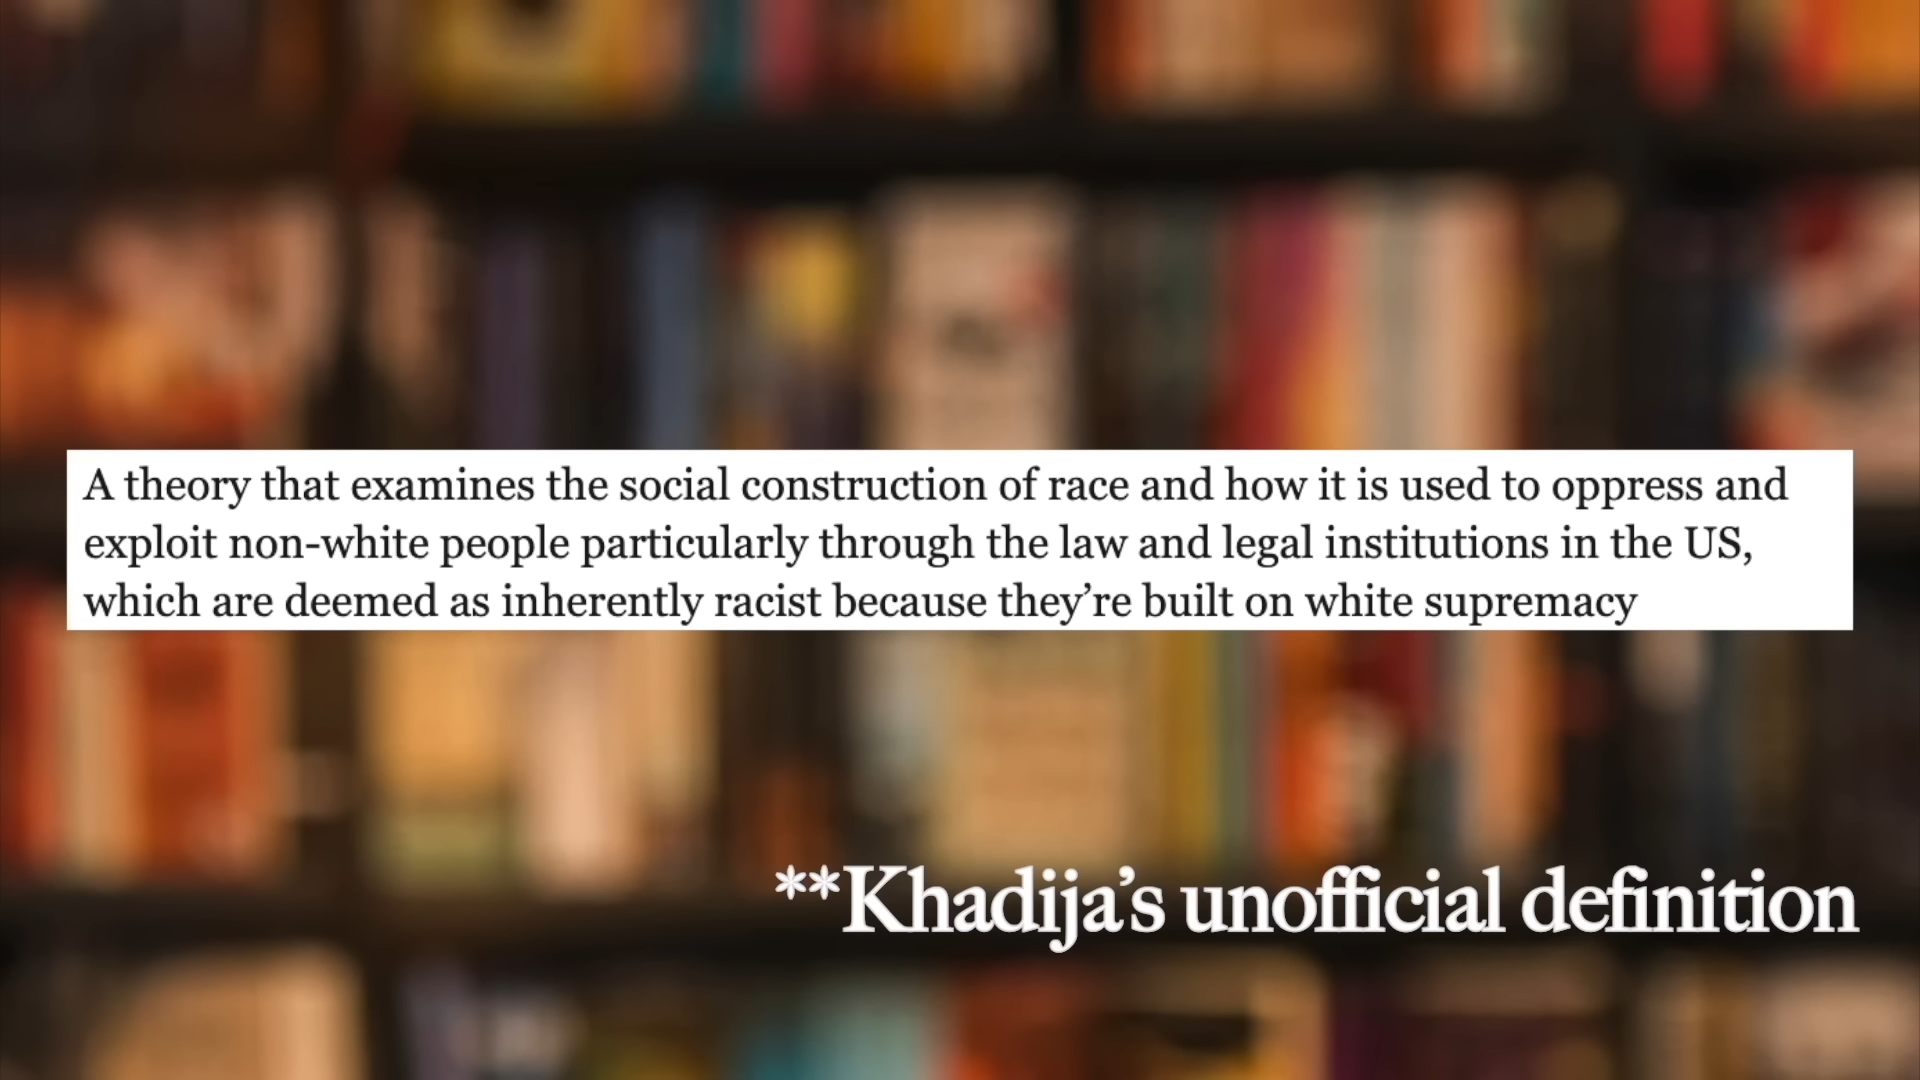 A theory that examines the social construction of race and how it is used to oppress and
exploit non-white people particularly through the law and legal institutions in the US,
which are deemed as inherently racist because they’re built on white supremacy
**Khadija’s unofficial definition